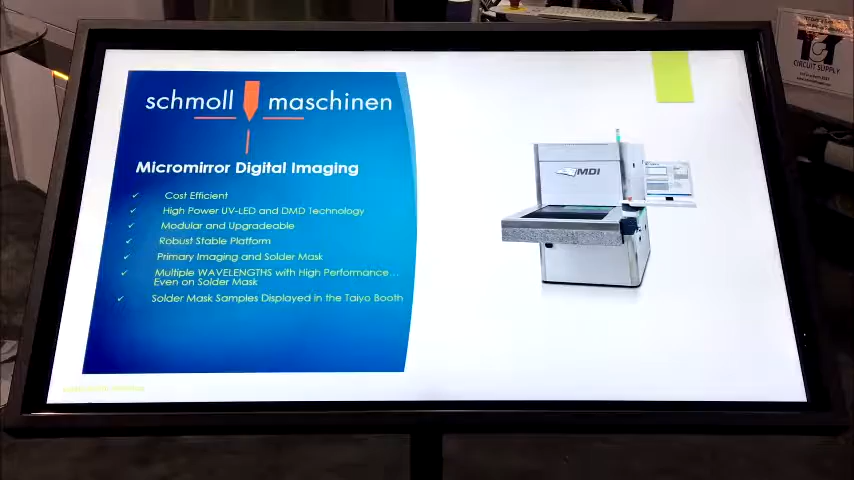 schmoll maschinen
Micromirror Digital Imaging
✓ Cost Efficient
✓ High Power UV-LED and DMD Technology
✓ Modular and Upgradeable
✓ Robust Stable Platform
✓ Primary Imaging and Solder Mask
✓ Multiple WAVELENGTHS with High Performance…
Even on Solder Mask
✓ Solder Mask Samples Displayed in the Taiyo Booth
MDI
CIRCUIT SUPPLY